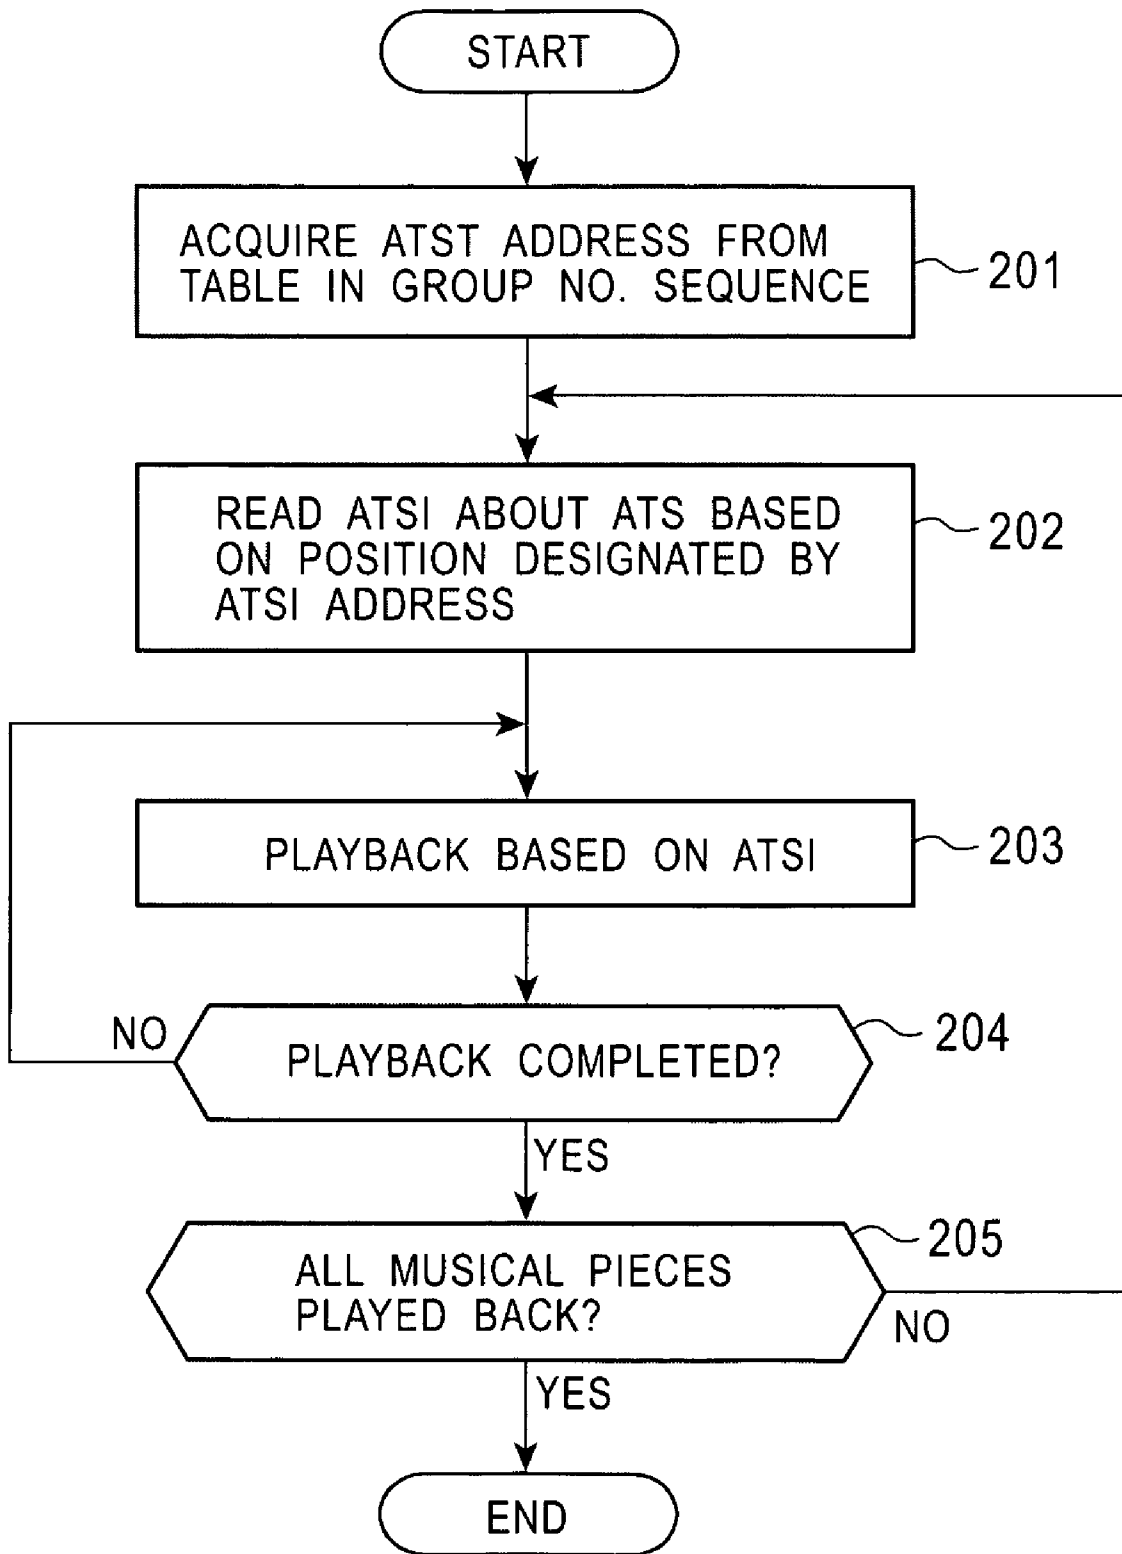 START
ACQUIRE ATST ADDRESS FROM
TABLE IN GROUP NO. SEQUENCE
201
READ ATSI ABOUT ATS BASED
ON POSITION DESIGNATED BY
ATSI ADDRESS
202
PLAYBACK BASED ON ATSI
203
NO
PLAYBACK COMPLETED?
204
YES
ALL MUSICAL PIECES
PLAYED BACK?
205
NO
YES
END